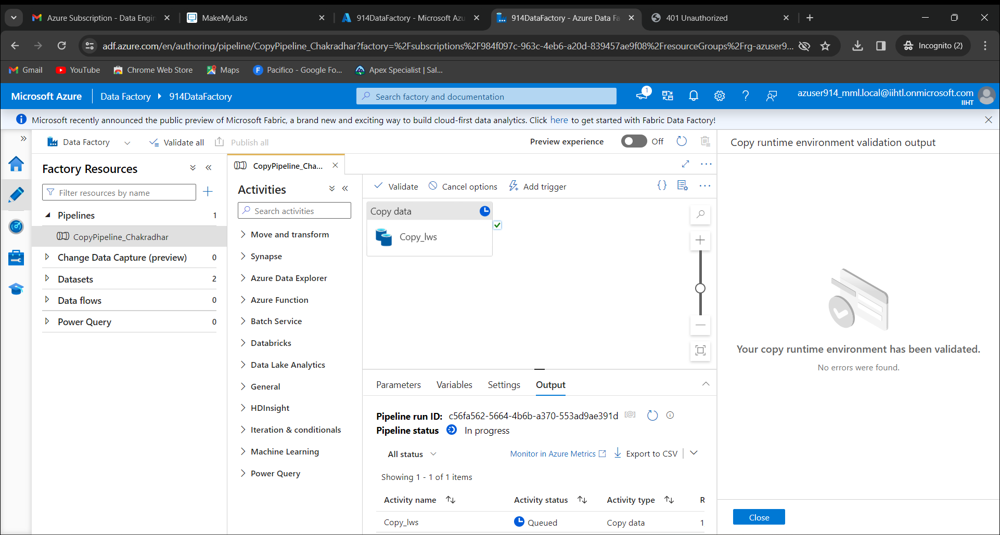 Azure Subscription - Data Engin
MakeMyLabs
914DataFactory - Microsoft Azu
914DataFactory - Azure Data Fa
401 Unauthorized
adf.azure.com/en/authoring/pipeline/CopyPipeline_Chakradhar?factory=%2Fsubscriptions%2F984f097c-963c-4eb6-a20d-839457ae9f08%2FresourceGroups%2Frg-azuser9...
Incognito (2)
Gmail
YouTube
Chrome Web Store
Maps
Pacifico - Google Fo...
Apex Specialist | Sal...
Microsoft Azure
Data Factory
914DataFactory
Search factory and documentation
1
azuser914_mml.local@iihtl.onmicrosoft.com
IIHT
Microsoft recently announced the public preview of Microsoft Fabric, a brand new and exciting way to build cloud-first data analytics. Click here to get started with Fabric Data Factory!
Data Factory
Validate all
Publish all
Preview experience
Off
Factory Resources
Filter resources by name
Pipelines 1
CopyPipeline_Chakradhar
Change Data Capture (preview) 0
Datasets 2
Data flows 0
Power Query 0
CopyPipeline_Cha...
Activities
Search activities
Move and transform
Synapse
Azure Data Explorer
Azure Function
Batch Service
Databricks
Data Lake Analytics
General
HDInsight
Iteration & conditionals
Machine Learning
Power Query
Validate
Cancel options
Add trigger
Copy data
Copy_lws
Parameters
Variables
Settings
Output
Pipeline run ID: c56fa562-5664-4b6b-a370-553ad9ae391d
Pipeline status In progress
All status
Monitor in Azure Metrics
Export to CSV
Showing 1 - 1 of 1 items
Activity name Activity status Activity type R
Copy_lws Queued Copy data 1
Copy runtime environment validation output
Your copy runtime environment has been validated.
No errors were found.
Close